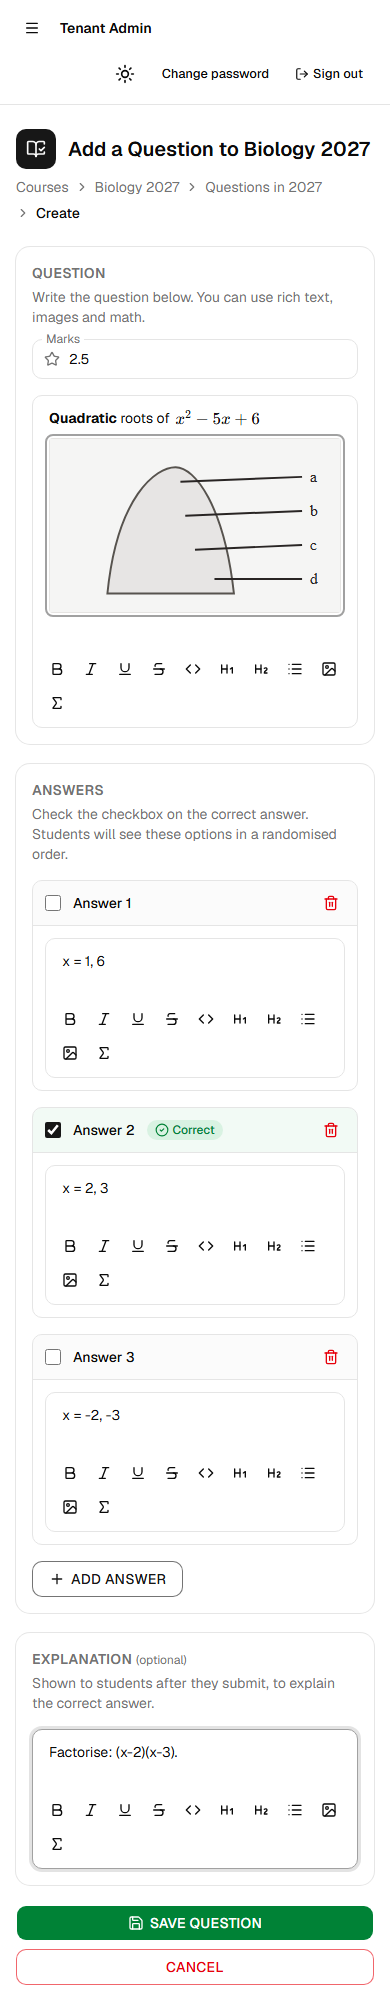 Tenant Admin
Change password Sign out
Add a Question to Biology 2027
Courses > Biology 2027 > Questions in 2027
> Create
QUESTION
Write the question below. You can use rich text,
images and math.
Marks
2.5
Quadratic roots of x² − 5x + 6
a
b
c
d
B I U S <> H1 H2
Σ
ANSWERS
Check the checkbox on the correct answer.
Students will see these options in a randomised
order.
Answer 1
x = 1, 6
B I U S <> H1 H2
Σ
Answer 2 Correct
x = 2, 3
B I U S <> H1 H2
Σ
Answer 3
x = -2, -3
B I U S <> H1 H2
Σ
+ ADD ANSWER
EXPLANATION (optional)
Shown to students after they submit, to explain
the correct answer.
Factorise: (x-2)(x-3).
B I U S <> H1 H2
Σ
SAVE QUESTION
CANCEL